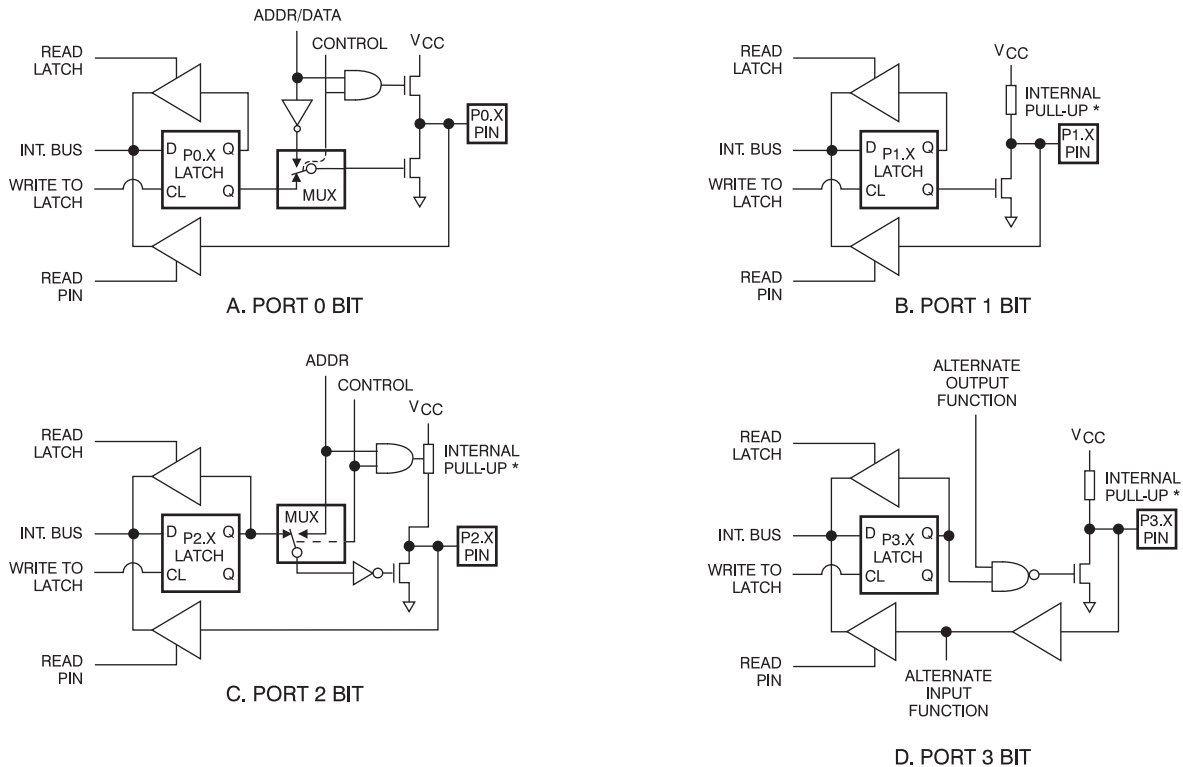 ADDR/DATA
CONTROL
VCC
READ
LATCH
P0.X
PIN
INT. BUS
D
P0.X
Q
LATCH
WRITE TO
LATCH
CL
Q
MUX
READ
PIN
A. PORT 0 BIT
READ
LATCH
VCC
INTERNAL
PULL-UP *
P1.X
PIN
INT. BUS
D
P1.X
Q
LATCH
WRITE TO
LATCH
CL
Q
READ
PIN
B. PORT 1 BIT
ADDR
CONTROL
VCC
READ
LATCH
INTERNAL
PULL-UP *
MUX
P2.X
PIN
INT. BUS
D
P2.X
Q
LATCH
WRITE TO
LATCH
CL
Q
READ
PIN
C. PORT 2 BIT
ALTERNATE
OUTPUT
FUNCTION
VCC
READ
LATCH
INTERNAL
PULL-UP *
P3.X
PIN
INT. BUS
D
P3.X
Q
LATCH
WRITE TO
LATCH
CL
Q
READ
PIN
ALTERNATE
INPUT
FUNCTION
D. PORT 3 BIT